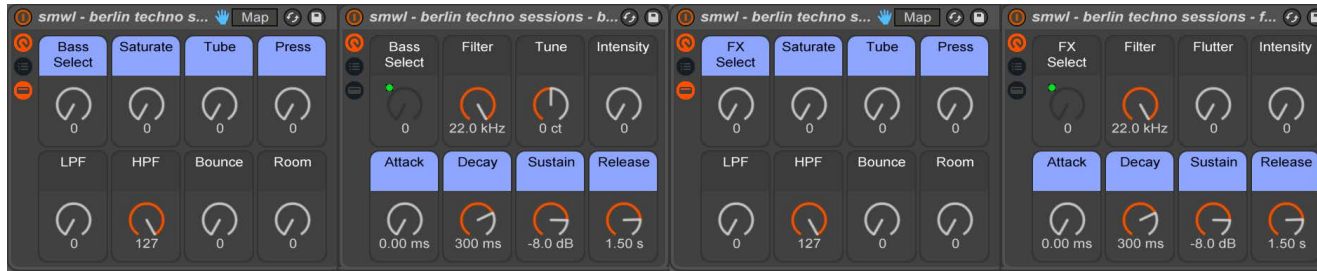 smwl - berlin techno s... Map
Bass Select Saturate Tube Press
0 0 0 0
LPF HPF Bounce Room
0 127 0 0
smwl - berlin techno sessions - b...
Bass Select Filter Tune Intensity
0 22.0 kHz 0 ct 0
Attack Decay Sustain Release
0.00 ms 300 ms -8.0 dB 1.50 s
smwl - berlin techno s... Map
FX Select Saturate Tube Press
0 0 0 0
LPF HPF Bounce Room
0 127 0 0
smwl - berlin techno sessions - f...
FX Select Filter Flutter Intensity
0 22.0 kHz 0 0
Attack Decay Sustain Release
0.00 ms 300 ms -8.0 dB 1.50 s